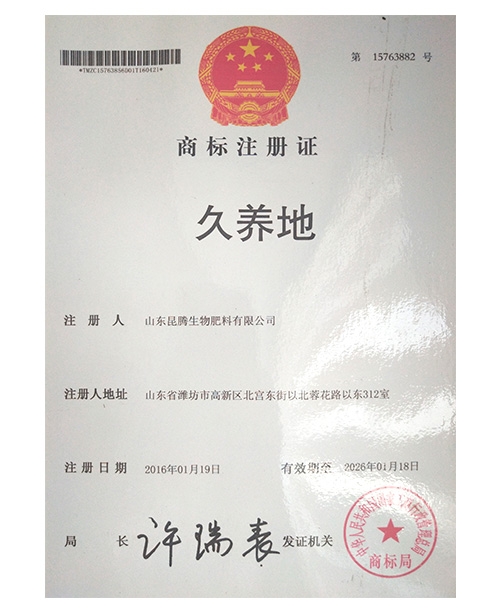 第 15763882 号
商标注册证
久养地
注册人 山东昆腾生物肥料有限公司
注册人地址 山东省潍坊市高新区北宫东街以北蓉花路以东312室
注册日期 2016年01月19日 有效期至 2026年01月18日
局长 许瑞表 发证机关
商标局